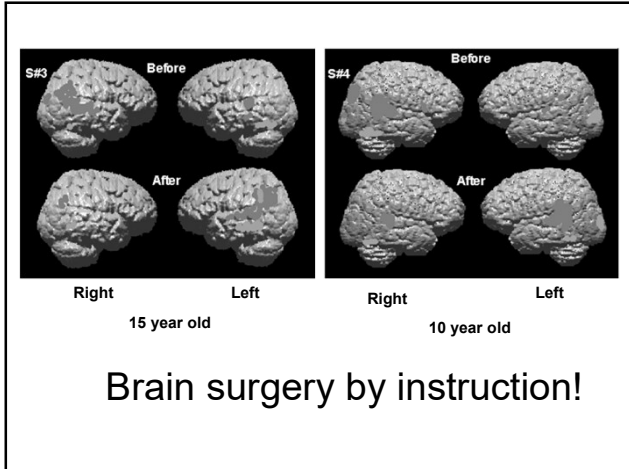 S#3
Before
After
Right
Left
15 year old
S#4
Before
After
Right
Left
10 year old
Brain surgery by instruction!